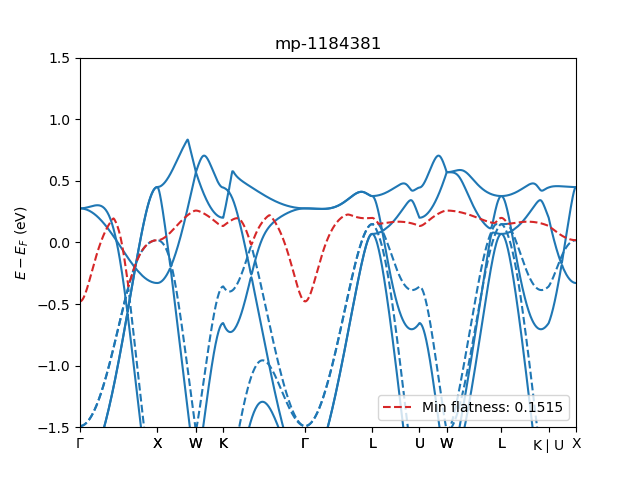 mp-1184381
E − E_F (eV)
1.5
1.0
0.5
0.0
−0.5
−1.0
−1.5
Min flatness: 0.1515
Γ X W K Γ L U W L K | U X